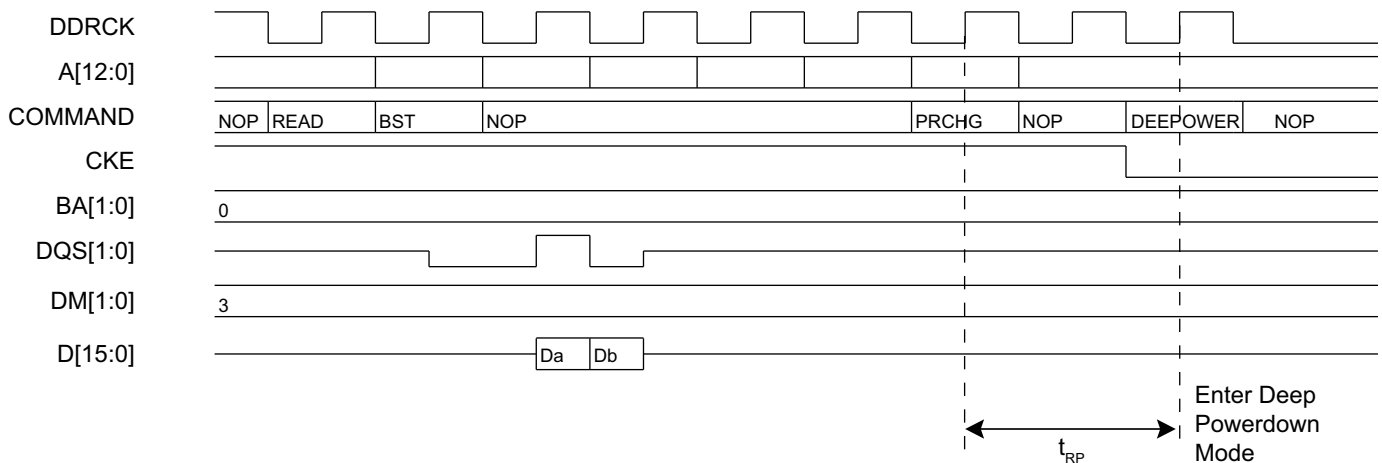 DDRCK
A[12:0]
COMMAND NOP READ BST NOP PRCHG NOP DEEPOWER NOP
CKE
BA[1:0] 0
DQS[1:0]
DM[1:0] 3
D[15:0] Da Db
Enter Deep
Powerdown
Mode
tRP